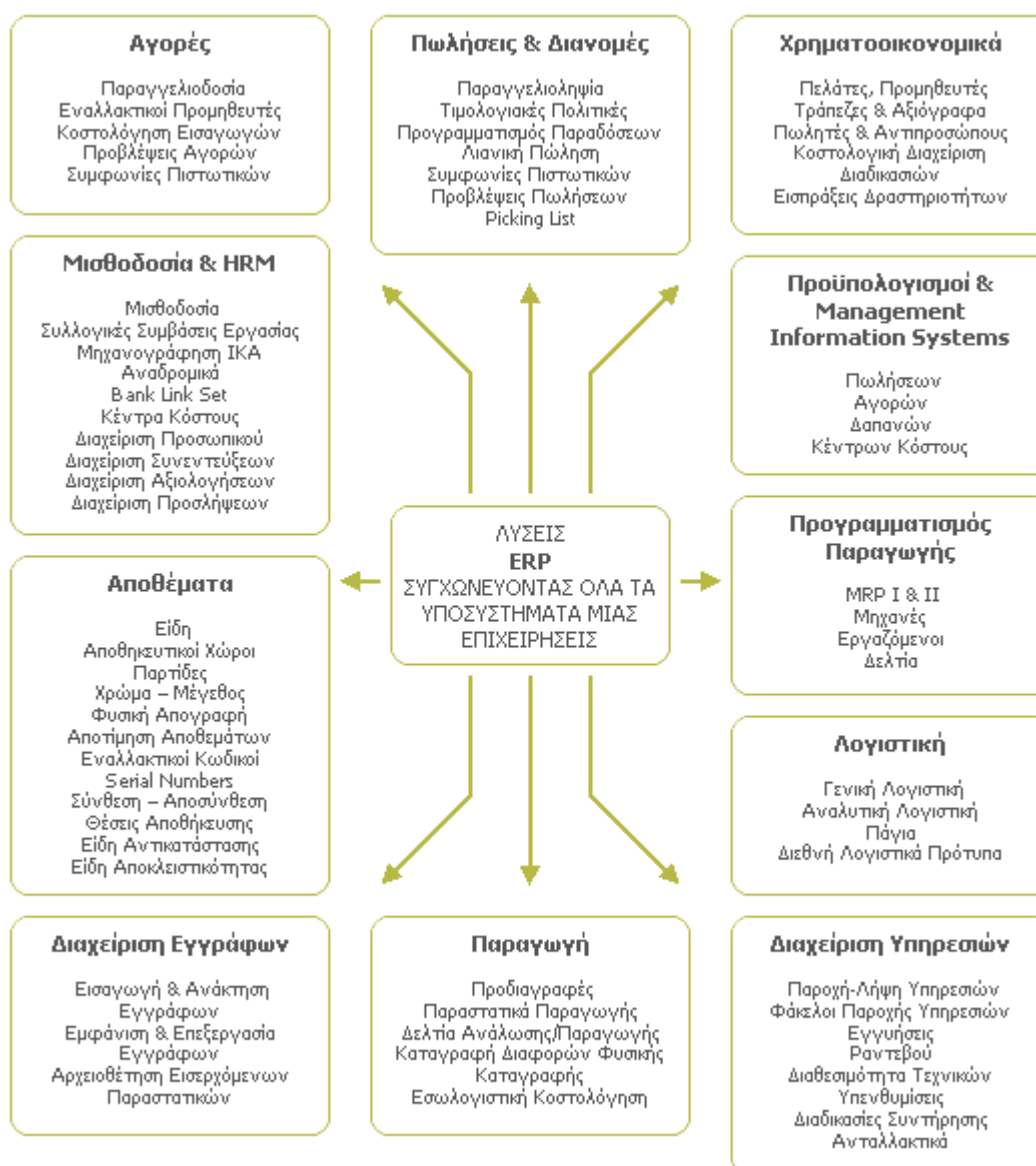 Αγορές
Παραγγελιοδοσία
Εναλλακτικοί Προμηθευτές
Κοστολόγηση Εισαγωγών
Προβλέψεις Αγορών
Συμφωνίες Πιστωτικών
Πωλήσεις & Διανομές
Παραγγελιοληψία
Τιμολογιακές Πολιτικές
Προγραμματισμός Παραδόσεων
Λιανική Πώληση
Συμφωνίες Πιστωτικών
Προβλέψεις Πωλήσεων
Picking List
Χρηματοοικονομικά
Πελάτες, Προμηθευτές
Τράπεζες & Αξιόγραφα
Πωλητές & Αντιπροσώπους
Κοστολογική Διαχείριση
Διαδικασιών
Εισπράξεις Δραστηριοτήτων
Μισθοδοσία & HRM
Μισθοδοσία
Συλλογικές Συμβάσεις Εργασίας
Μηχανογράφηση ΙΚΑ
Αναδρομικά
Bank Link Set
Κέντρα Κόστους
Διαχείριση Προσωπικού
Διαχείριση Συνεντεύξεων
Διαχείριση Αξιολογήσεων
Διαχείριση Προσλήψεων
Προϋπολογισμοί &
Management
Information Systems
Πωλήσεων
Αγορών
Δαπανών
Κέντρων Κόστους
ΛΥΣΕΙΣ
ERP
ΣΥΓΧΩΝΕΥΟΝΤΑΣ ΟΛΑ ΤΑ
ΥΠΟΣΥΣΤΗΜΑΤΑ ΜΙΑΣ
ΕΠΙΧΕΙΡΗΣΕΙΣ
Προγραμματισμός
Παραγωγής
MRP I & II
Μηχανές
Εργαζόμενοι
Δελτία
Αποθέματα
Είδη
Αποθηκευτικοί Χώροι
Παρτίδες
Χρώμα – Μέγεθος
Φυσική Απογραφή
Αποτίμηση Αποθεμάτων
Εναλλακτικοί Κωδικοί
Serial Numbers
Σύνθεση – Αποσύνθεση
Θέσεις Αποθήκευσης
Είδη Αντικατάστασης
Είδη Αποκλειστικότητας
Λογιστική
Γενική Λογιστική
Αναλυτική Λογιστική
Πάγια
Διεθνή Λογιστικά Πρότυπα
Διαχείριση Εγγράφων
Εισαγωγή & Ανάκτηση
Εγγράφων
Εμφάνιση & Επεξεργασία
Εγγράφων
Αρχειοθέτηση Εισερχόμενων
Παραστατικών
Παραγωγή
Προδιαγραφές
Παραστατικά Παραγωγής
Δελτία Ανάλωσης/Παραγωγής
Καταγραφή Διαφορών Φυσικής
Καταγραφής
Εσωλογιστική Κοστολόγηση
Διαχείριση Υπηρεσιών
Παροχή-Λήψη Υπηρεσιών
Φάκελοι Παροχής Υπηρεσιών
Εγγυήσεις
Ραντεβού
Διαθεσιμότητα Τεχνικών
Υπενθυμίσεις
Διαδικασίες Συντήρησης
Ανταλλακτικά